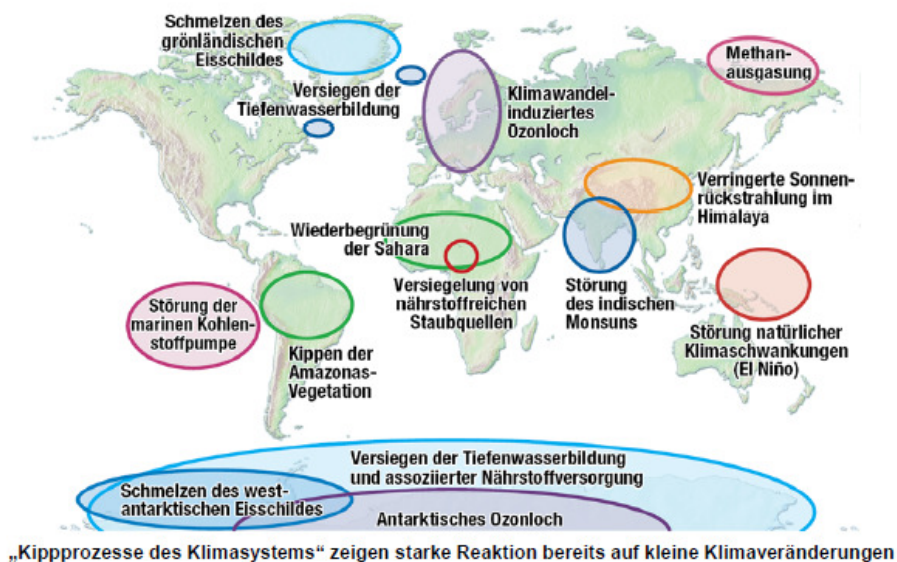 Schmelzen des
grönländischen
Eisschildes
Versiegen der
Tiefenwasserbildung
Klimawandel-
induziertes
Ozonloch
Methan-
ausgasung
Verringerte Sonnen-
rückstrahlung im
Himalaya
Wiederbegrünung
der Sahara
Versiegelung von
nährstoffreichen
Staubquellen
Störung
des indischen
Monsuns
Störung der
marinen Kohlen-
stoffpumpe
Kippen der
Amazonas-
Vegetation
Störung natürlicher
Klimaschwankungen
(El Niño)
Versiegen der Tiefenwasserbildung
und assoziierter Nährstoffversorgung
Schmelzen des west-
antarktischen Eisschildes
Antarktisches Ozonloch
„Kippprozesse des Klimasystems“ zeigen starke Reaktion bereits auf kleine Klimaveränderungen